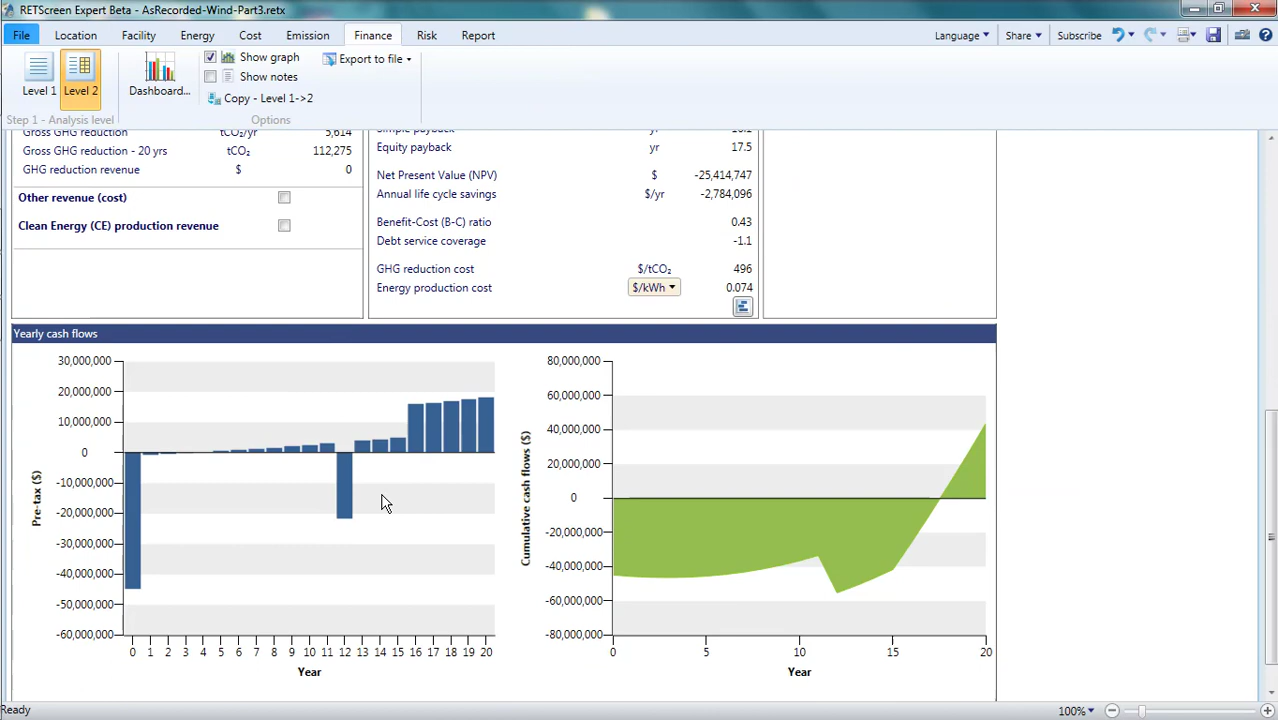 RETScreen Expert Beta - AsRecorded-Wind-Part3.retx
File Location Facility Energy Cost Emission Finance Risk Report Language Share Subscribe
Level 1 Level 2 Dashboard... Show graph Export to file
Show notes
Copy - Level 1->2
Step 1 - Analysis level Options
Gross GHG reduction tCO₂/yr 5,614
Gross GHG reduction - 20 yrs tCO₂ 112,275
GHG reduction revenue $ 0
Other revenue (cost)
Clean Energy (CE) production revenue
Simple payback yr
Equity payback yr 17.5
Net Present Value (NPV) $ -25,414,747
Annual life cycle savings $/yr -2,784,096
Benefit-Cost (B-C) ratio 0.43
Debt service coverage -1.1
GHG reduction cost $/tCO₂ 496
Energy production cost $/kWh 0.074
Yearly cash flows
30,000,000
20,000,000
10,000,000
0
-10,000,000
-20,000,000
-30,000,000
-40,000,000
-50,000,000
-60,000,000
Pre-tax ($)
0 1 2 3 4 5 6 7 8 9 10 11 12 13 14 15 16 17 18 19 20
Year
80,000,000
60,000,000
40,000,000
20,000,000
0
-20,000,000
-40,000,000
-60,000,000
-80,000,000
Cumulative cash flows ($)
0 5 10 15 20
Year
Ready 100%